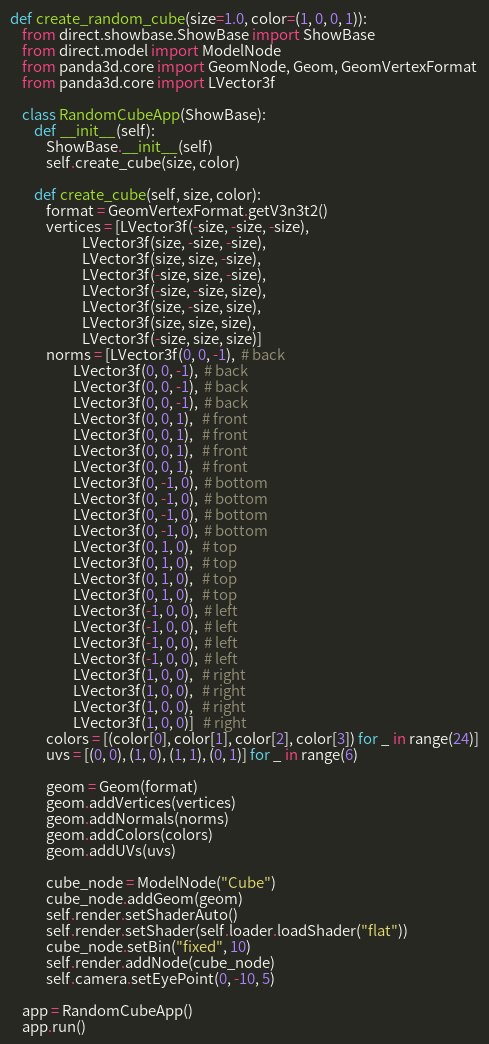 def create_random_cube(size=1.0, color=(1, 0, 0, 1)):
    from direct.showbase.ShowBase import ShowBase
    from direct.model import ModelNode
    from panda3d.core import GeomNode, Geom, GeomVertexFormat
    from panda3d.core import LVector3f

    class RandomCubeApp(ShowBase):
        def __init__(self):
            ShowBase.__init__(self)
            self.create_cube(size, color)

        def create_cube(self, size, color):
            format = GeomVertexFormat.getV3n3t2()
            vertices = [LVector3f(-size, -size, -size),
                        LVector3f(size, -size, -size),
                        LVector3f(size, size, -size),
                        LVector3f(-size, size, -size),
                        LVector3f(-size, -size, size),
                        LVector3f(size, -size, size),
                        LVector3f(size, size, size),
                        LVector3f(-size, size, size)]
            norms = [LVector3f(0, 0, -1),  # back
                     LVector3f(0, 0, -1),  # back
                     LVector3f(0, 0, -1),  # back
                     LVector3f(0, 0, -1),  # back
                     LVector3f(0, 0, 1),   # front
                     LVector3f(0, 0, 1),   # front
                     LVector3f(0, 0, 1),   # front
                     LVector3f(0, 0, 1),   # front
                     LVector3f(0, -1, 0),  # bottom
                     LVector3f(0, -1, 0),  # bottom
                     LVector3f(0, -1, 0),  # bottom
                     LVector3f(0, -1, 0),  # bottom
                     LVector3f(0, 1, 0),   # top
                     LVector3f(0, 1, 0),   # top
                     LVector3f(0, 1, 0),   # top
                     LVector3f(0, 1, 0),   # top
                     LVector3f(-1, 0, 0),  # left
                     LVector3f(-1, 0, 0),  # left
                     LVector3f(-1, 0, 0),  # left
                     LVector3f(-1, 0, 0),  # left
                     LVector3f(1, 0, 0),   # right
                     LVector3f(1, 0, 0),   # right
                     LVector3f(1, 0, 0),   # right
                     LVector3f(1, 0, 0)]   # right
            colors = [(color[0], color[1], color[2], color[3]) for _ in range(24)]
            uvs = [(0, 0), (1, 0), (1, 1), (0, 1)] for _ in range(6)

            geom = Geom(format)
            geom.addVertices(vertices)
            geom.addNormals(norms)
            geom.addColors(colors)
            geom.addUVs(uvs)

            cube_node = ModelNode("Cube")
            cube_node.addGeom(geom)
            self.render.setShaderAuto()
            self.render.setShader(self.loader.loadShader("flat"))
            cube_node.setBin("fixed", 10)
            self.render.addNode(cube_node)
            self.camera.setEyePoint(0, -10, 5)

    app = RandomCubeApp()
    app.run()